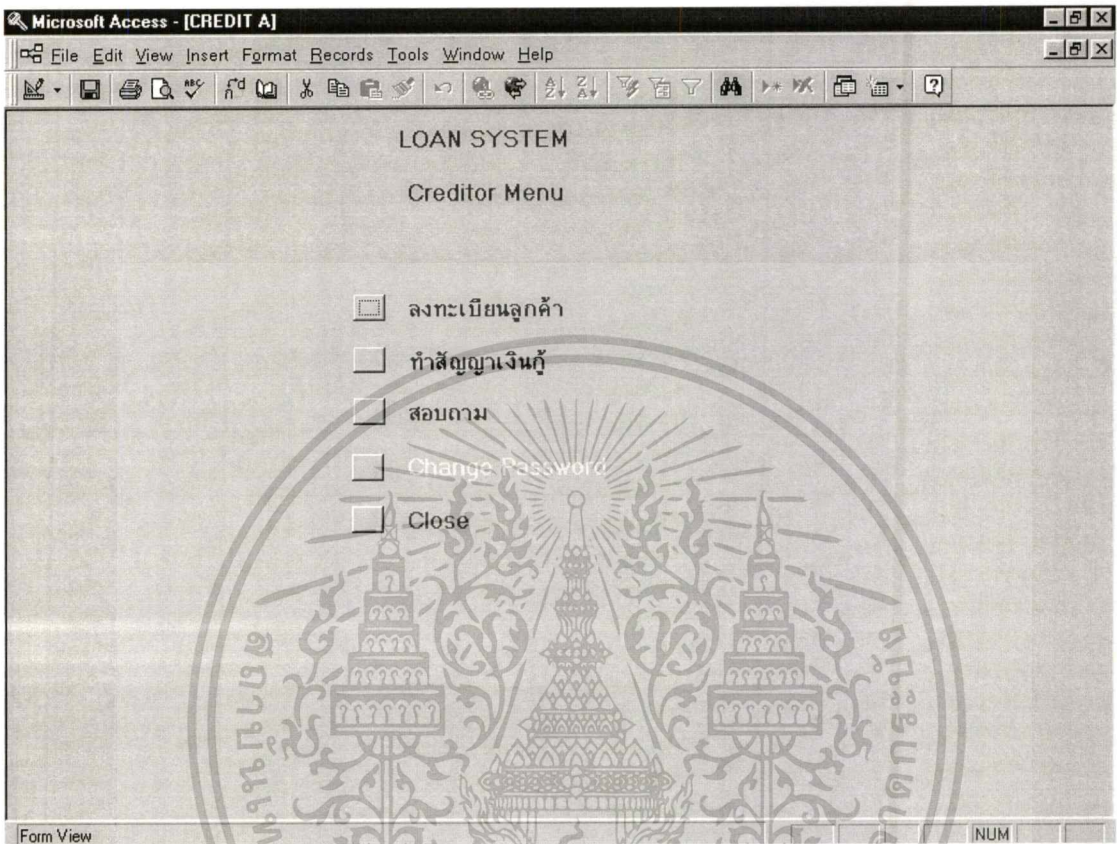 Microsoft Access - [CREDIT A]
File Edit View Insert Format Records Tools Window Help
LOAN SYSTEM
Creditor Menu
ลงทะเบียนลูกค้า
ทำสัญญาเงินกู้
สอบถาม
Change Password
Close
Form View
NUM